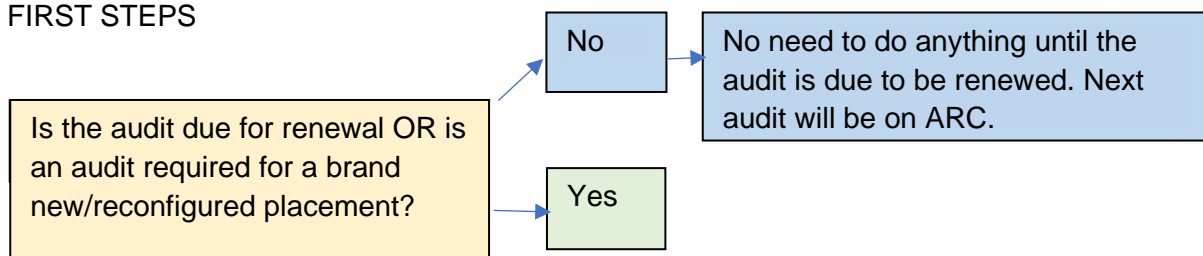 FIRST STEPS
Is the audit due for renewal OR is
an audit required for a brand
new/reconfigured placement?
No
No need to do anything until the
audit is due to be renewed. Next
audit will be on ARC.
Yes